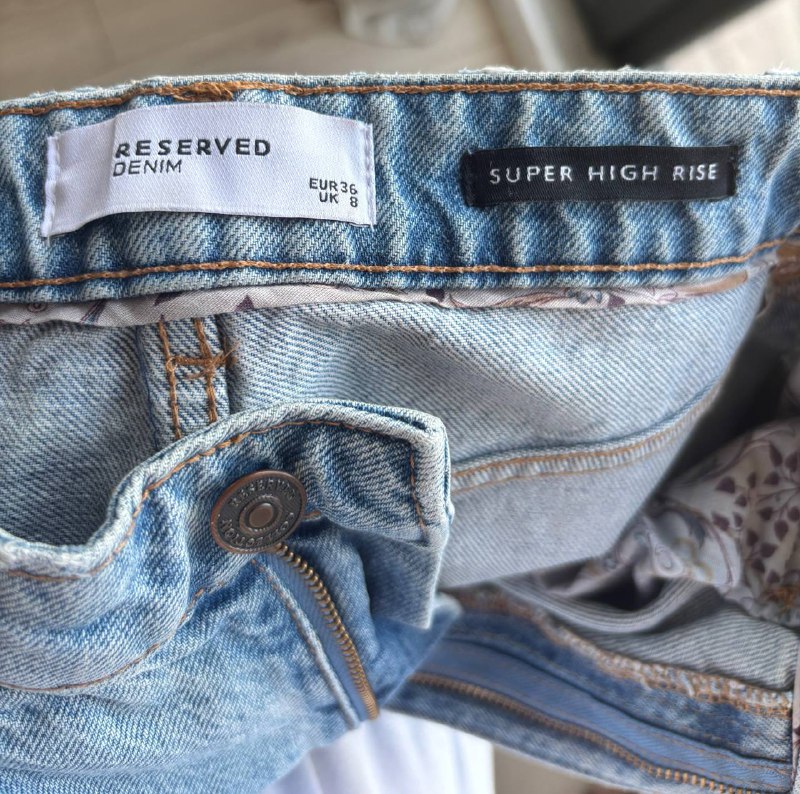 RESERVED
DENIM
EUR 36
UK 8
SUPER HIGH RISE